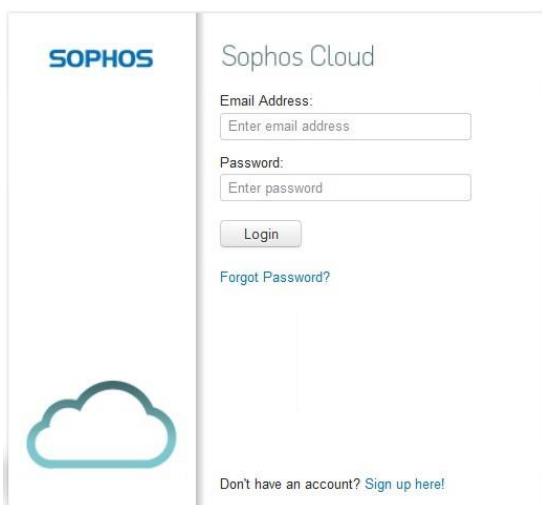 SOPHOS
Sophos Cloud
Email Address:
Enter email address
Password:
Enter password
Login
Forgot Password?
Don't have an account? Sign up here!